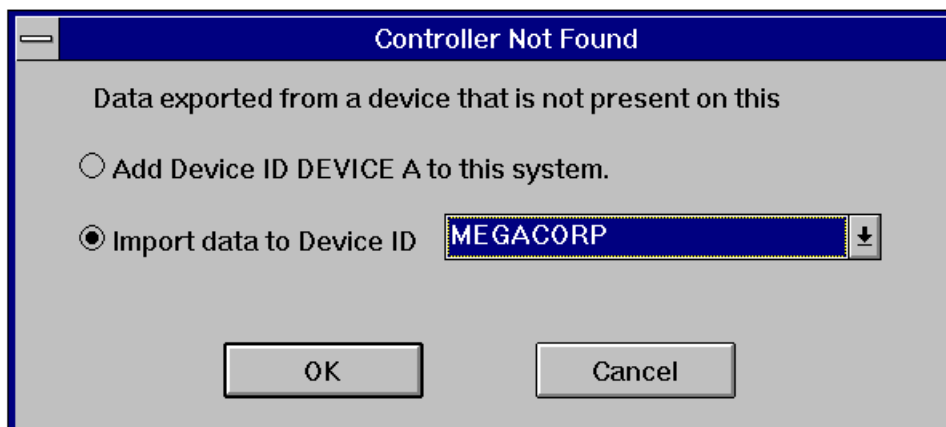 Controller Not Found
Data exported from a device that is not present on this
Add Device ID DEVICE A to this system.
Import data to Device ID MEGACORP
OK Cancel